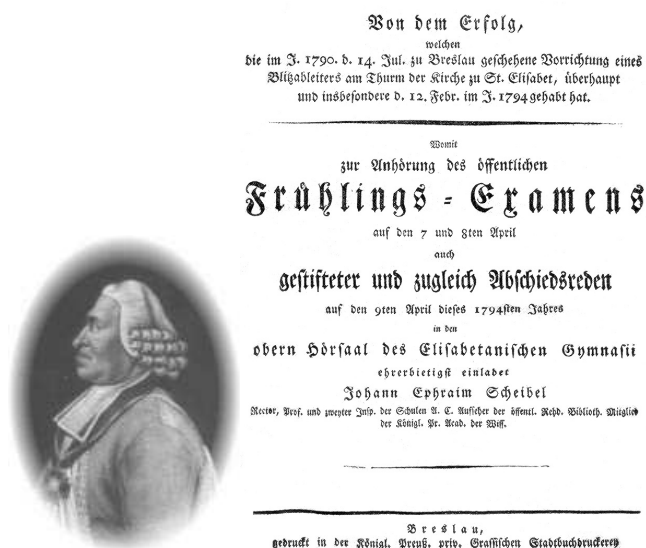 Von dem Erfolg,
welchen
die im J. 1790. d. 14. Jul. zu Breslau geschehene Vorrichtung eines
Blitzableiters am Thurm der Kirche zu St. Elisabet, überhaupt
und insbesondere d. 12. Febr. im J. 1794 gehabt hat.
Womit
zur Anhörung des öffentlichen
Frühlings - Examens
auf den 7 und 8ten April
auch
gestifteter und zugleich Abschiedsreden
auf den 9ten April dieses 1794sten Jahres
in den
obern Hörsaal des Elisabetanischen Gymnasii
ehrerbietigst einladet
Johann Ephraim Scheibel
Rector, Prof. und zweyter Insp. der Schulen A. C. Aufseher der öffentl. Rehd. Biblioth. Mitglied
der Königl. Pr. Acad. der Wiss.
Breslau,
gedruckt in der Königl. Preuß. priv. Graßischen Stadtbuchdruckerey